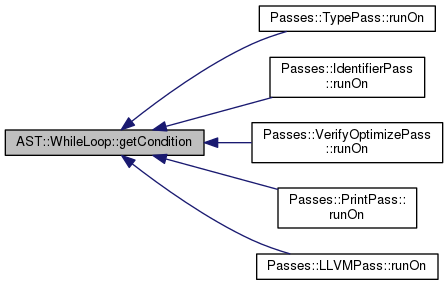 Passes::TypePass::runOn
Passes::IdentifierPass
::runOn
AST::WhileLoop::getCondition
Passes::VerifyOptimizePass
::runOn
Passes::PrintPass::
runOn
Passes::LLVMPass::runOn